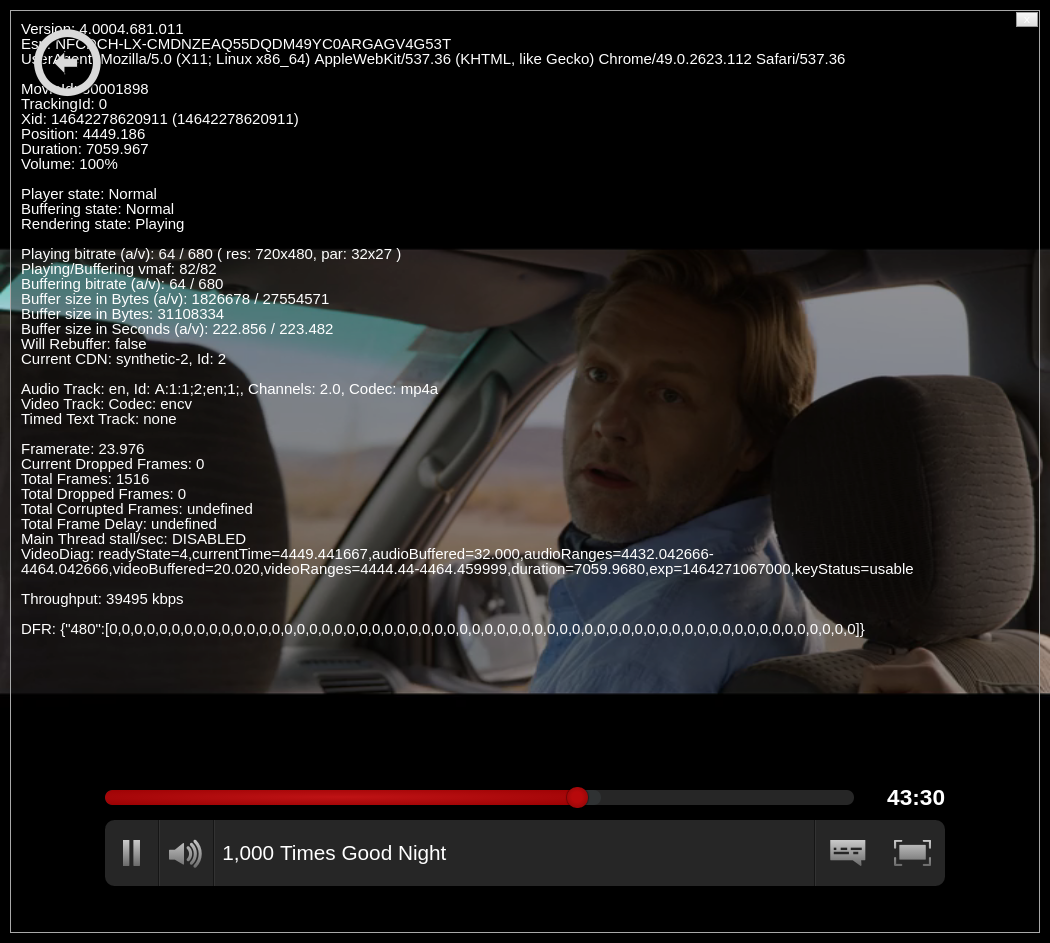 Version: 4.0004.681.011
Esn: NFCDCH-LX-CMDNZEAQ55DQDM49YC0ARGAGV4G53T
UserAgent: Mozilla/5.0 (X11; Linux x86_64) AppleWebKit/537.36 (KHTML, like Gecko) Chrome/49.0.2623.112 Safari/537.36
MovieId: 80001898
TrackingId: 0
Xid: 14642278620911 (14642278620911)
Position: 4449.186
Duration: 7059.967
Volume: 100%
Player state: Normal
Buffering state: Normal
Rendering state: Playing
Playing bitrate (a/v): 64 / 680 ( res: 720x480, par: 32x27 )
Playing/Buffering vmaf: 82/82
Buffering bitrate (a/v): 64 / 680
Buffer size in Bytes (a/v): 1826678 / 27554571
Buffer size in Bytes: 31108334
Buffer size in Seconds (a/v): 222.856 / 223.482
Will Rebuffer: false
Current CDN: synthetic-2, Id: 2
Audio Track: en, Id: A:1:1;2;en;1;, Channels: 2.0, Codec: mp4a
Video Track: Codec: encv
Timed Text Track: none
Framerate: 23.976
Current Dropped Frames: 0
Total Frames: 1516
Total Dropped Frames: 0
Total Corrupted Frames: undefined
Total Frame Delay: undefined
Main Thread stall/sec: DISABLED
VideoDiag: readyState=4,currentTime=4449.441667,audioBuffered=32.000,audioRanges=4432.042666-
4464.042666,videoBuffered=20.020,videoRanges=4444.44-4464.459999,duration=7059.9680,exp=1464271067000,keyStatus=usable
Throughput: 39495 kbps
DFR: {"480":[0,0,0,0,0,0,0,0,0,0,0,0,0,0,0,0,0,0,0,0,0,0,0,0,0,0,0,0,0,0,0,0,0,0,0,0,0,0,0,0,0,0,0,0,0,0,0,0,0,0,0,0,0,0,0,0,0,0,0,0]}
43:30
1,000 Times Good Night